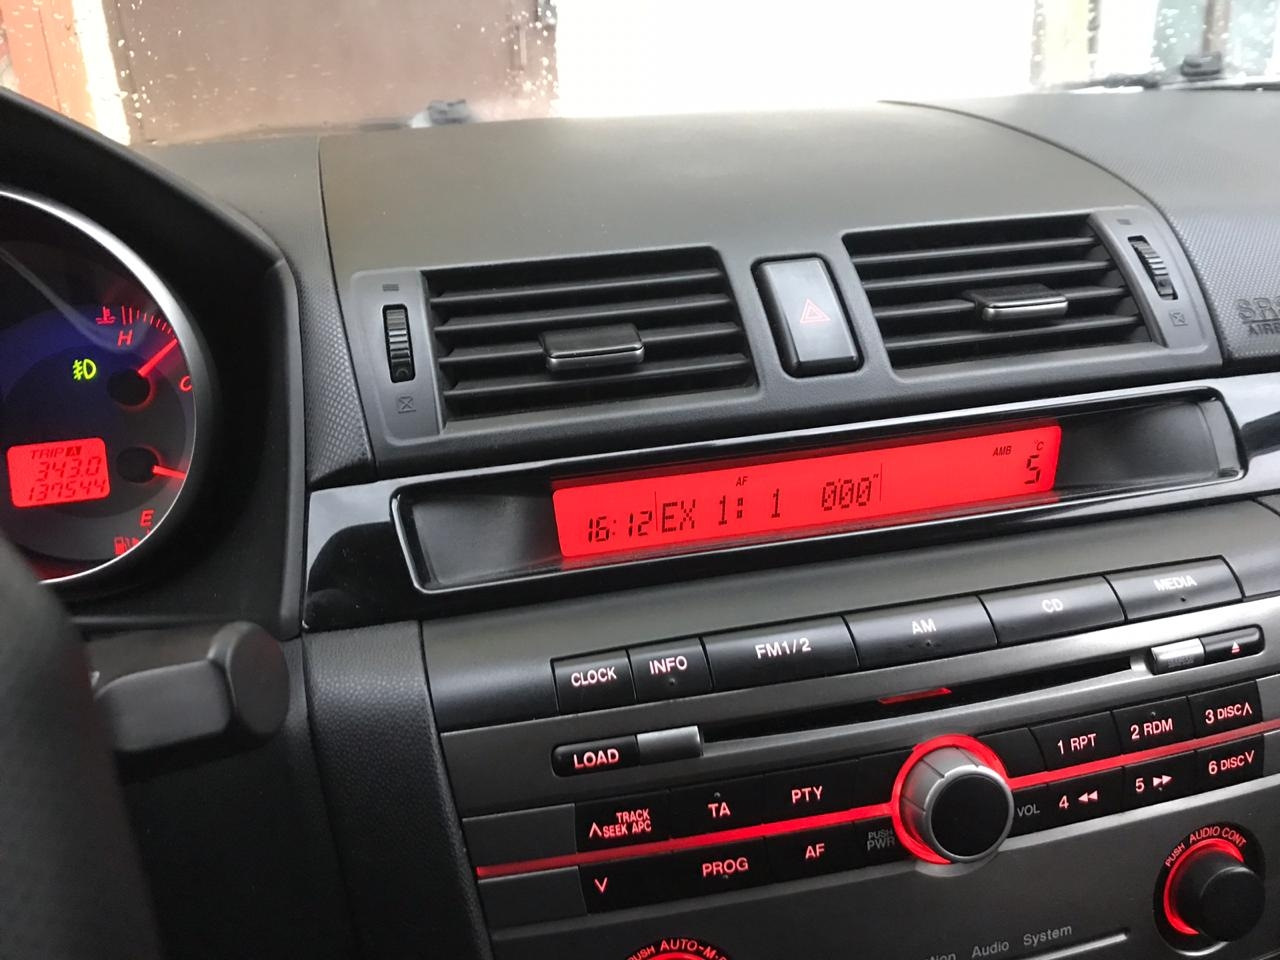 H
C
TRIP A
343.0
137544
E
AF
AMB °C
16:12 EX 1: 1 000" 5
CLOCK
INFO
FM1/2
AM
CD
MEDIA
LOAD
1 RPT
2 RDM
3 DISC∧
∧ TRACK
SEEK APC
TA
PTY
VOL
4 ◀◀
5 ▶▶
6 DISC∨
∨
PROG
AF
PUSH
PWR
PUSH AUDIO CONT
Audio System
AIRB